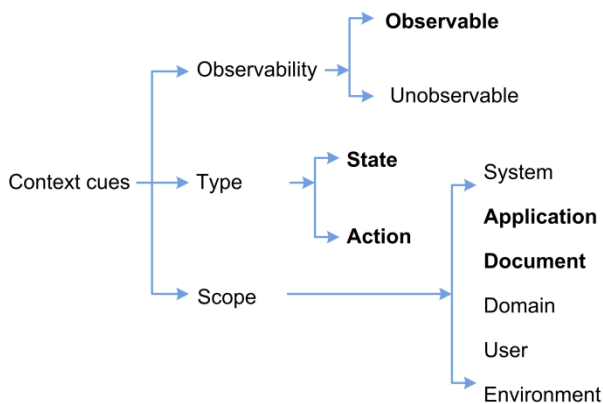 Observable
Observability
Unobservable
State
System
Context cues
Type
Application
Action
Document
Scope
Domain
User
Environment